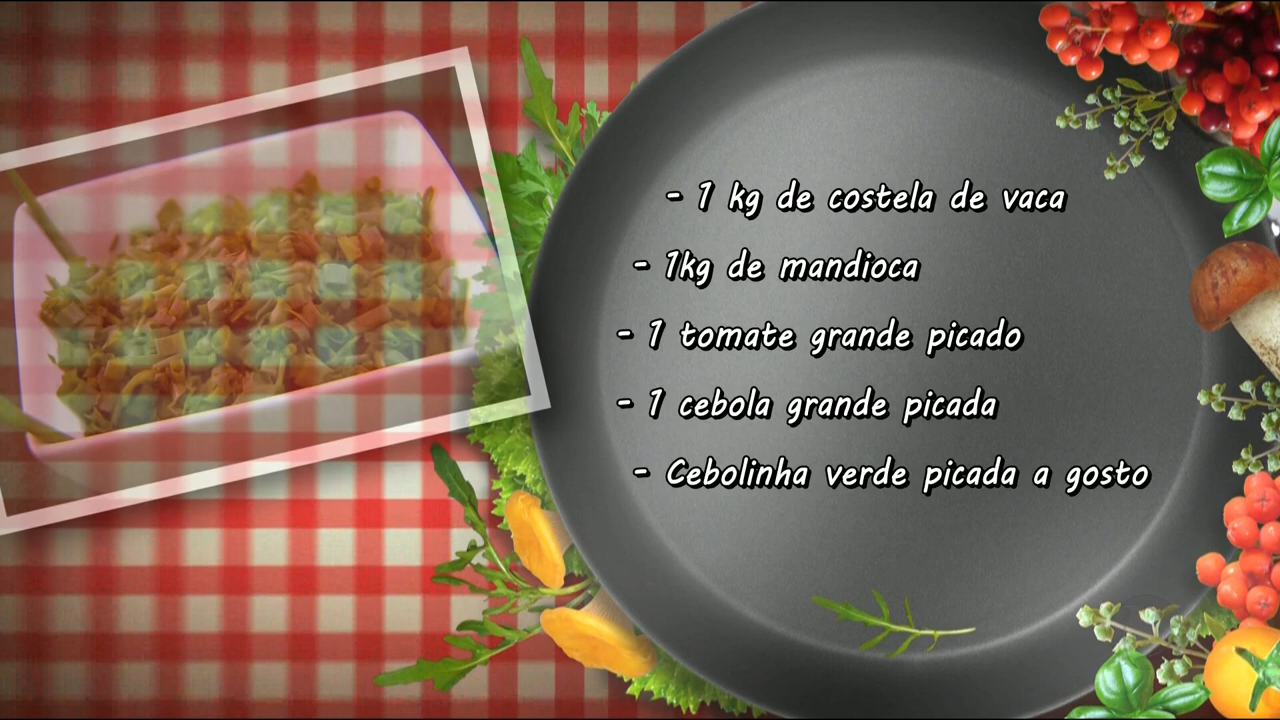 - 1 kg de costela de vaca
- 1kg de mandioca
- 1 tomate grande picado
- 1 cebola grande picada
- Cebolinha verde picada a gosto